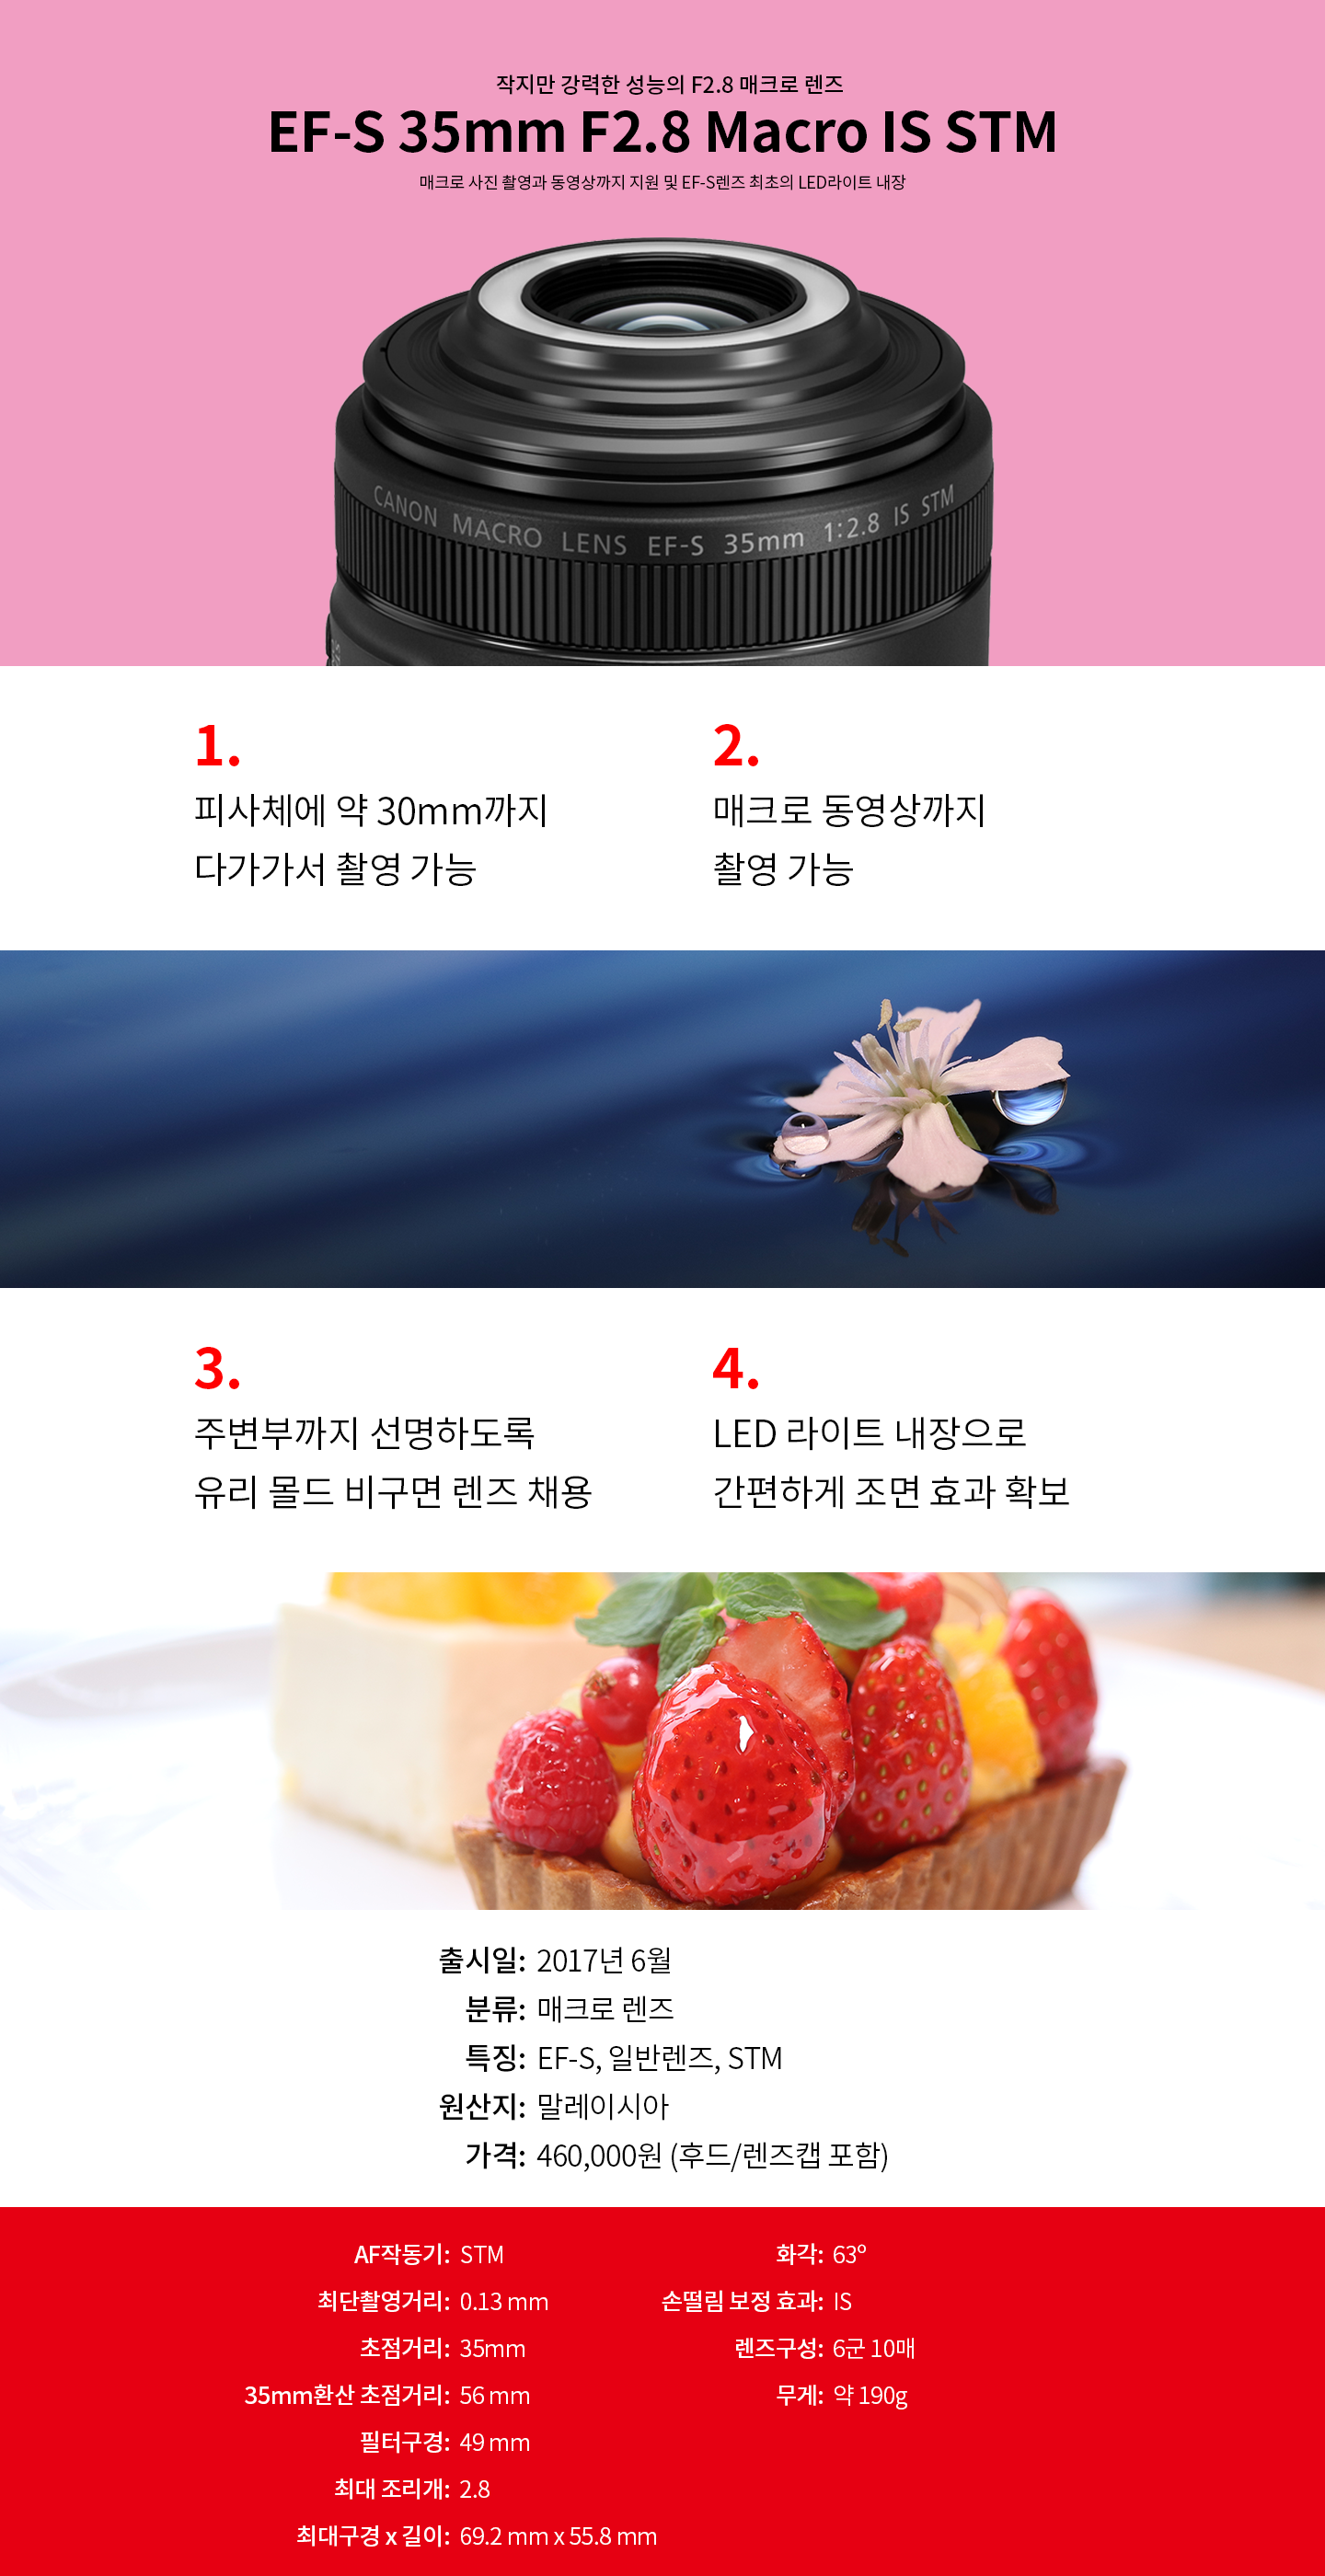 작지만 강력한 성능의 F2.8 매크로 렌즈
EF-S 35mm F2.8 Macro IS STM
매크로 사진 촬영과 동영상까지 지원 및 EF-S렌즈 최초의 LED라이트 내장
CANON MACRO LENS EF-S 35mm 1:2.8 IS STM
1.
피사체에 약 30mm까지
다가가서 촬영 가능
2.
매크로 동영상까지
촬영 가능
3.
주변부까지 선명하도록
유리 몰드 비구면 렌즈 채용
4.
LED 라이트 내장으로
간편하게 조면 효과 확보
출시일: 2017년 6월
분류: 매크로 렌즈
특징: EF-S, 일반렌즈, STM
원산지: 말레이시아
가격: 460,000원 (후드/렌즈캡 포함)
AF작동기: STM
최단촬영거리: 0.13 mm
초점거리: 35mm
35mm환산 초점거리: 56 mm
필터구경: 49 mm
최대 조리개: 2.8
최대구경 x 길이: 69.2 mm x 55.8 mm
화각: 63º
손떨림 보정 효과: IS
렌즈구성: 6군 10매
무게: 약 190g